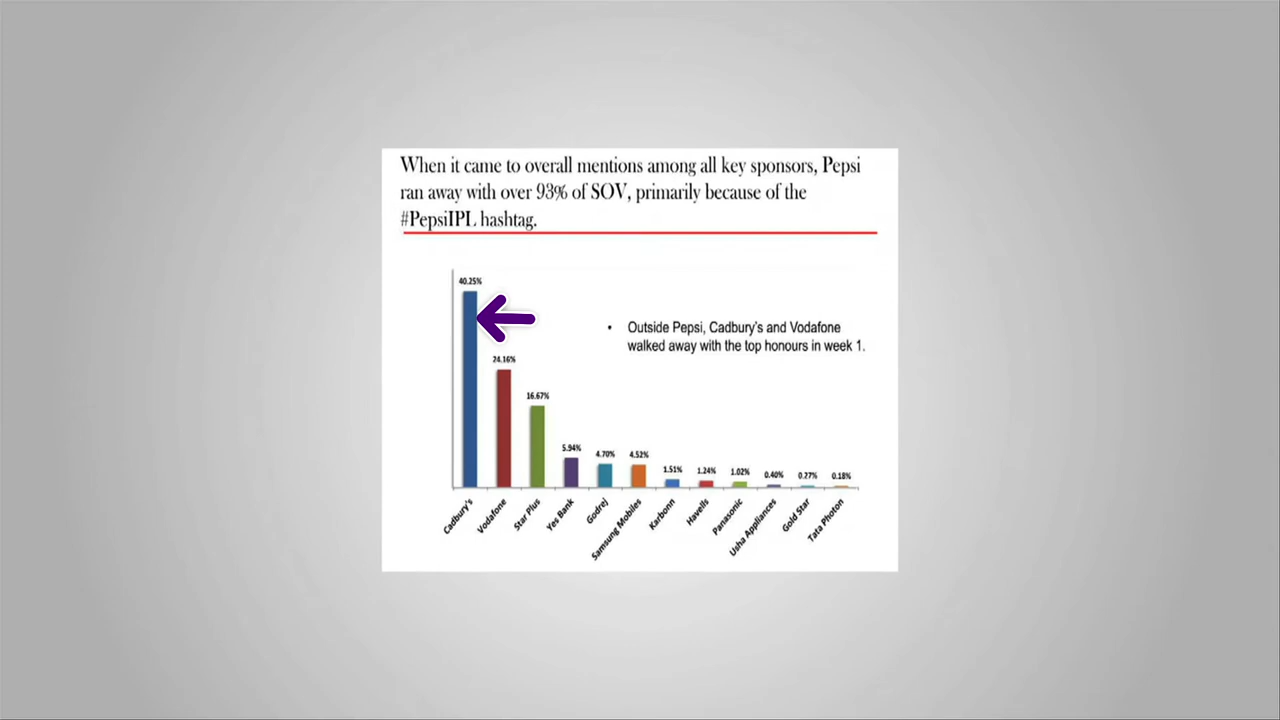 When it came to overall mentions among all key sponsors, Pepsi
ran away with over 93% of SOV, primarily because of the
#PepsiIPL hashtag.
40.25%
24.16%
16.67%
5.94%
4.70%
4.52%
1.51%
1.24%
1.02%
0.40%
0.27%
0.18%
• Outside Pepsi, Cadbury's and Vodafone
walked away with the top honours in week 1.
Cadbury's
Vodafone
Star Plus
Yes Bank
Godrej
Samsung Mobiles
Karbonn
Havells
Panasonic
Usha Appliances
Gold Star
Tata Photon